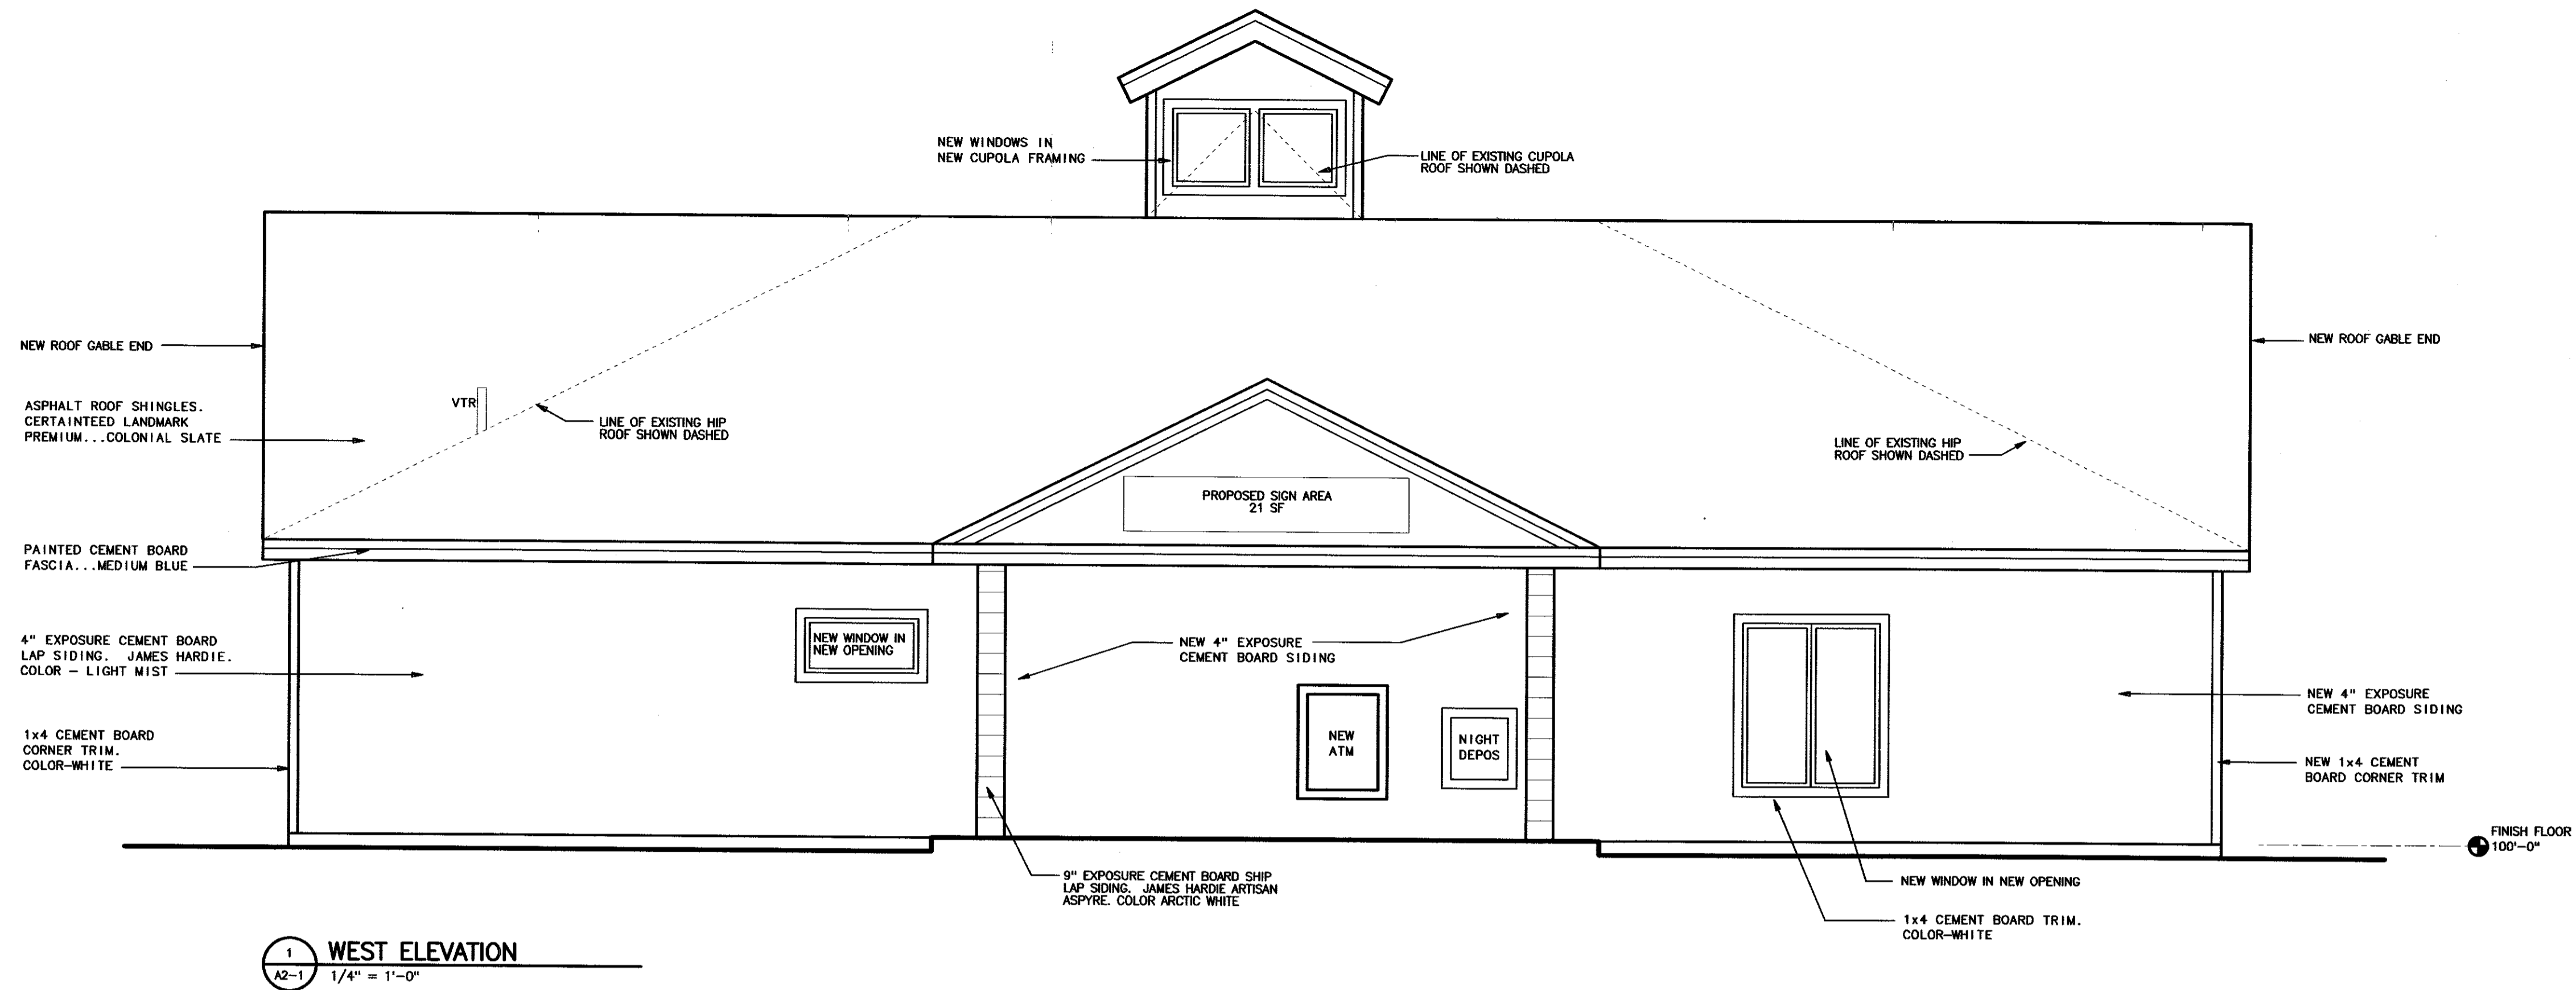 NEW WINDOWS IN
NEW CUPOLA FRAMING
LINE OF EXISTING CUPOLA
ROOF SHOWN DASHED
NEW ROOF GABLE END
NEW ROOF GABLE END
ASPHALT ROOF SHINGLES.
CERTAINTEED LANDMARK
PREMIUM...COLONIAL SLATE
VTR
LINE OF EXISTING HIP
ROOF SHOWN DASHED
LINE OF EXISTING HIP
ROOF SHOWN DASHED
PROPOSED SIGN AREA
21 SF
PAINTED CEMENT BOARD
FASCIA...MEDIUM BLUE
4" EXPOSURE CEMENT BOARD
LAP SIDING. JAMES HARDIE.
COLOR – LIGHT MIST
NEW WINDOW IN
NEW OPENING
NEW 4" EXPOSURE
CEMENT BOARD SIDING
NEW 4" EXPOSURE
CEMENT BOARD SIDING
1x4 CEMENT BOARD
CORNER TRIM.
COLOR–WHITE
NEW
ATM
NIGHT
DEPOS
NEW 1x4 CEMENT
BOARD CORNER TRIM
FINISH FLOOR
100'–0"
9" EXPOSURE CEMENT BOARD SHIP
LAP SIDING. JAMES HARDIE ARTISAN
ASPYRE. COLOR ARCTIC WHITE
NEW WINDOW IN NEW OPENING
1x4 CEMENT BOARD TRIM.
COLOR–WHITE
1
A2–1
WEST ELEVATION
1/4" = 1'–0"